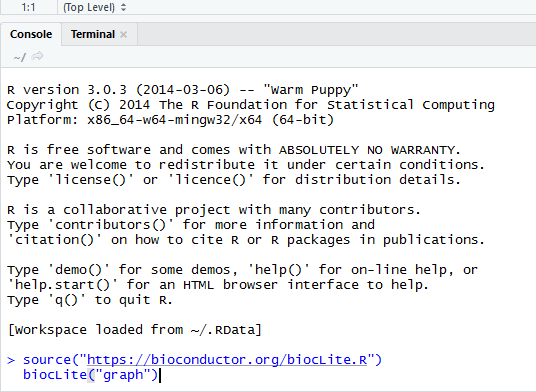 1:1 (Top Level)
Console Terminal
~/
R version 3.0.3 (2014-03-06) -- "Warm Puppy"
Copyright (C) 2014 The R Foundation for Statistical Computing
Platform: x86_64-w64-mingw32/x64 (64-bit)
R is free software and comes with ABSOLUTELY NO WARRANTY.
You are welcome to redistribute it under certain conditions.
Type 'license()' or 'licence()' for distribution details.
R is a collaborative project with many contributors.
Type 'contributors()' for more information and
'citation()' on how to cite R or R packages in publications.
Type 'demo()' for some demos, 'help()' for on-line help, or
'help.start()' for an HTML browser interface to help.
Type 'q()' to quit R.
[Workspace loaded from ~/.RData]
> source("https://bioconductor.org/biocLite.R")
biocLite("graph")